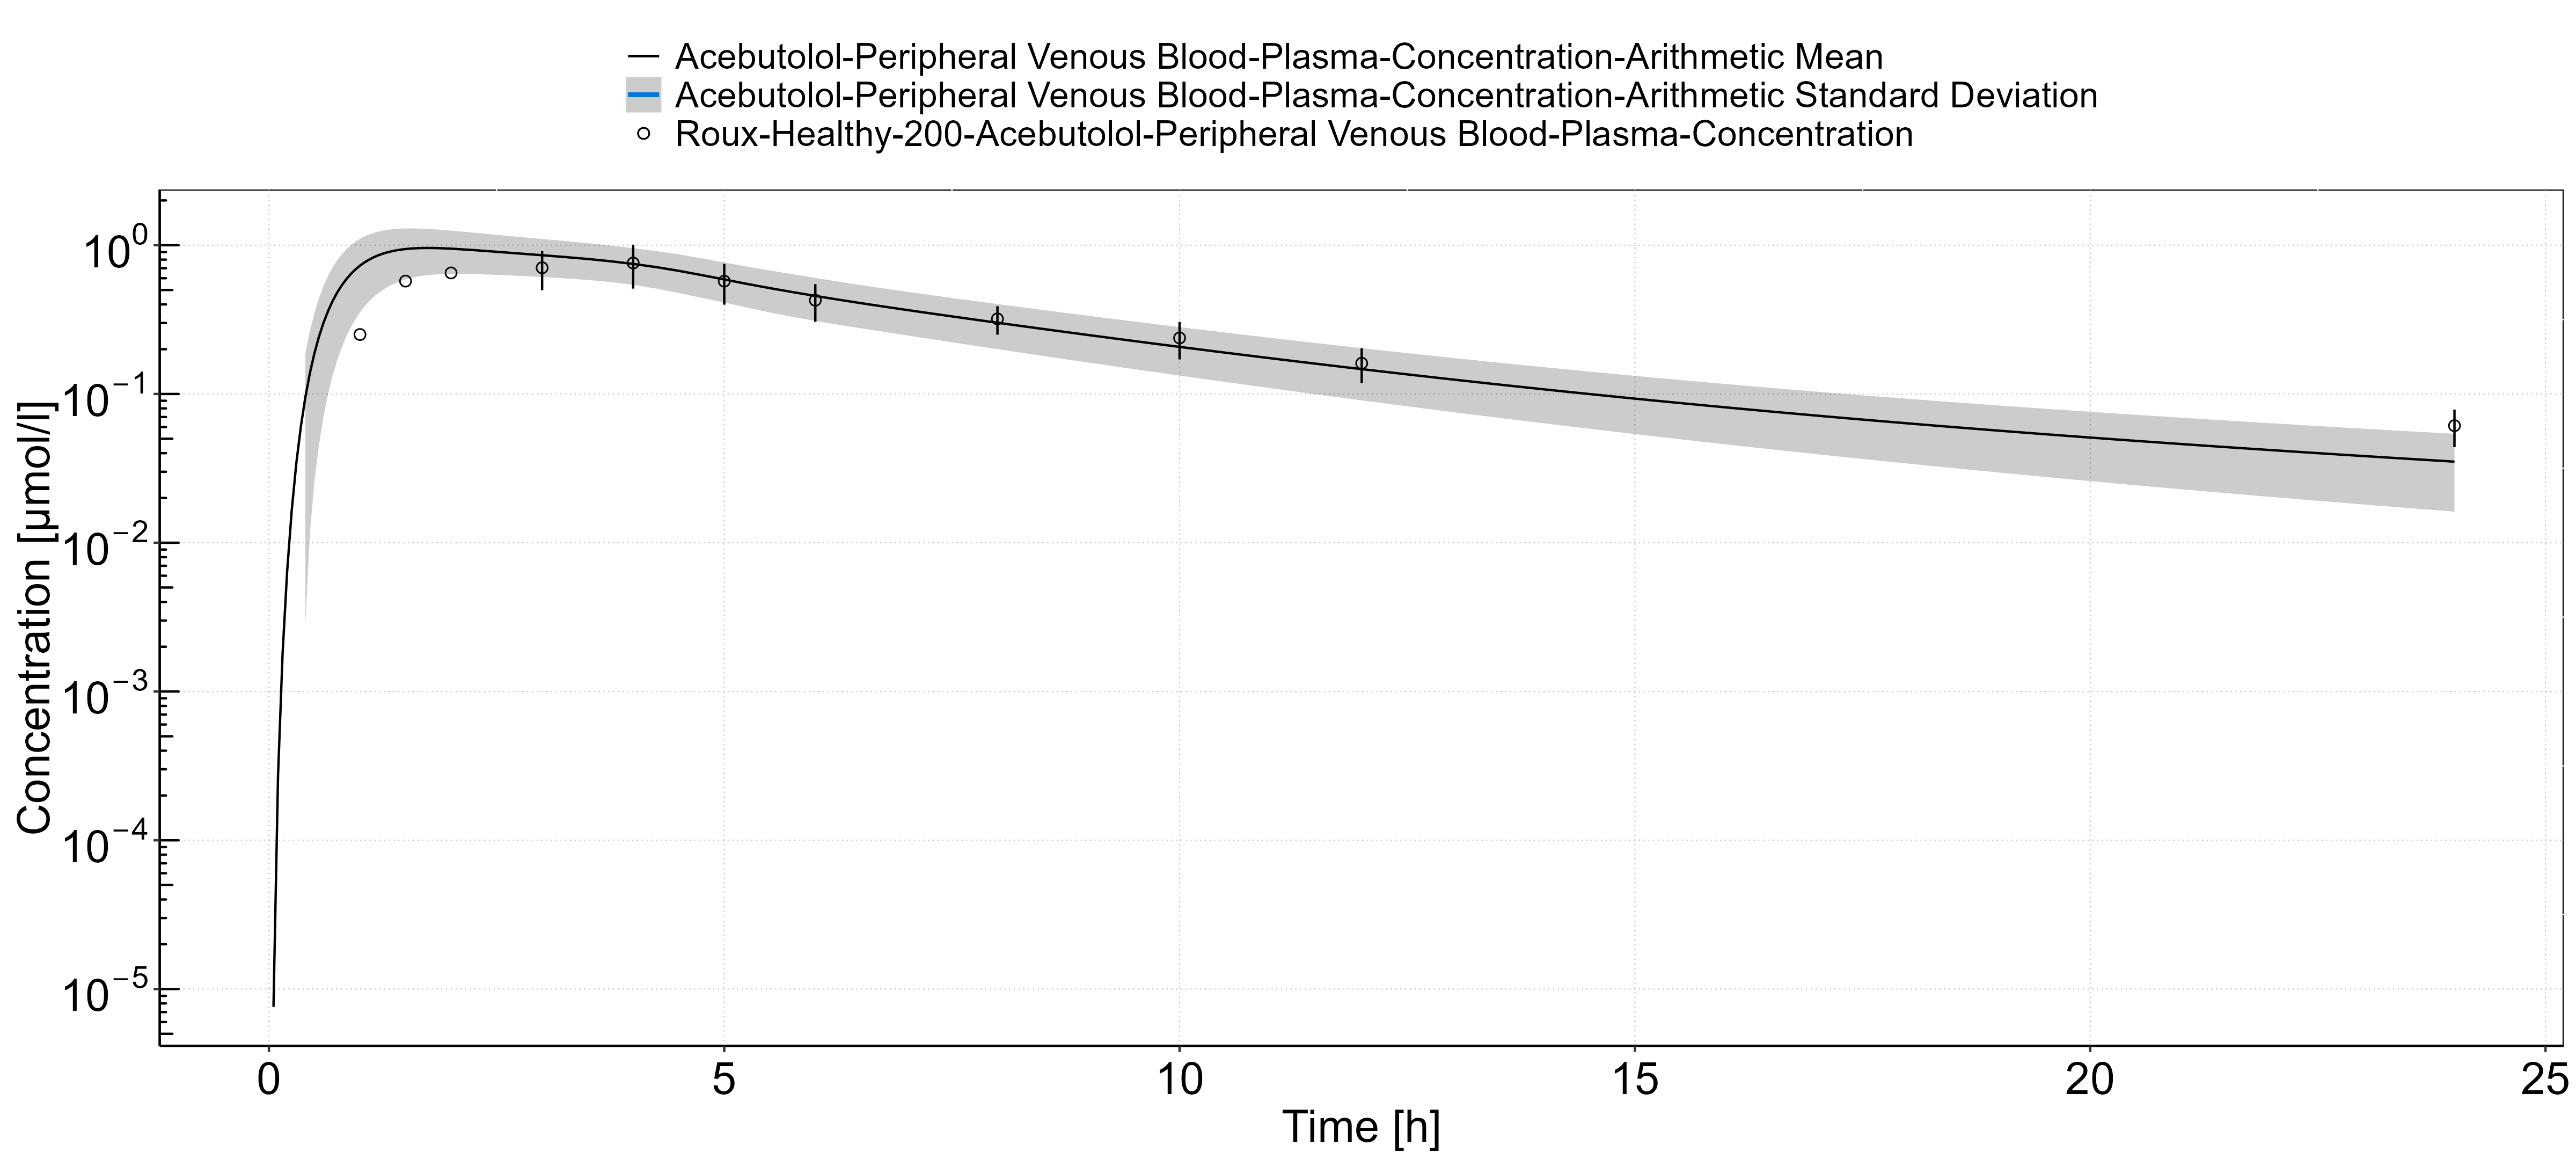 Acebutolol-Peripheral Venous Blood-Plasma-Concentration-Arithmetic Mean
Acebutolol-Peripheral Venous Blood-Plasma-Concentration-Arithmetic Standard Deviation
Roux-Healthy-200-Acebutolol-Peripheral Venous Blood-Plasma-Concentration
Concentration [µmol/l]
10⁰
10⁻¹
10⁻²
10⁻³
10⁻⁴
10⁻⁵
0 5 10 15 20 25
Time [h]